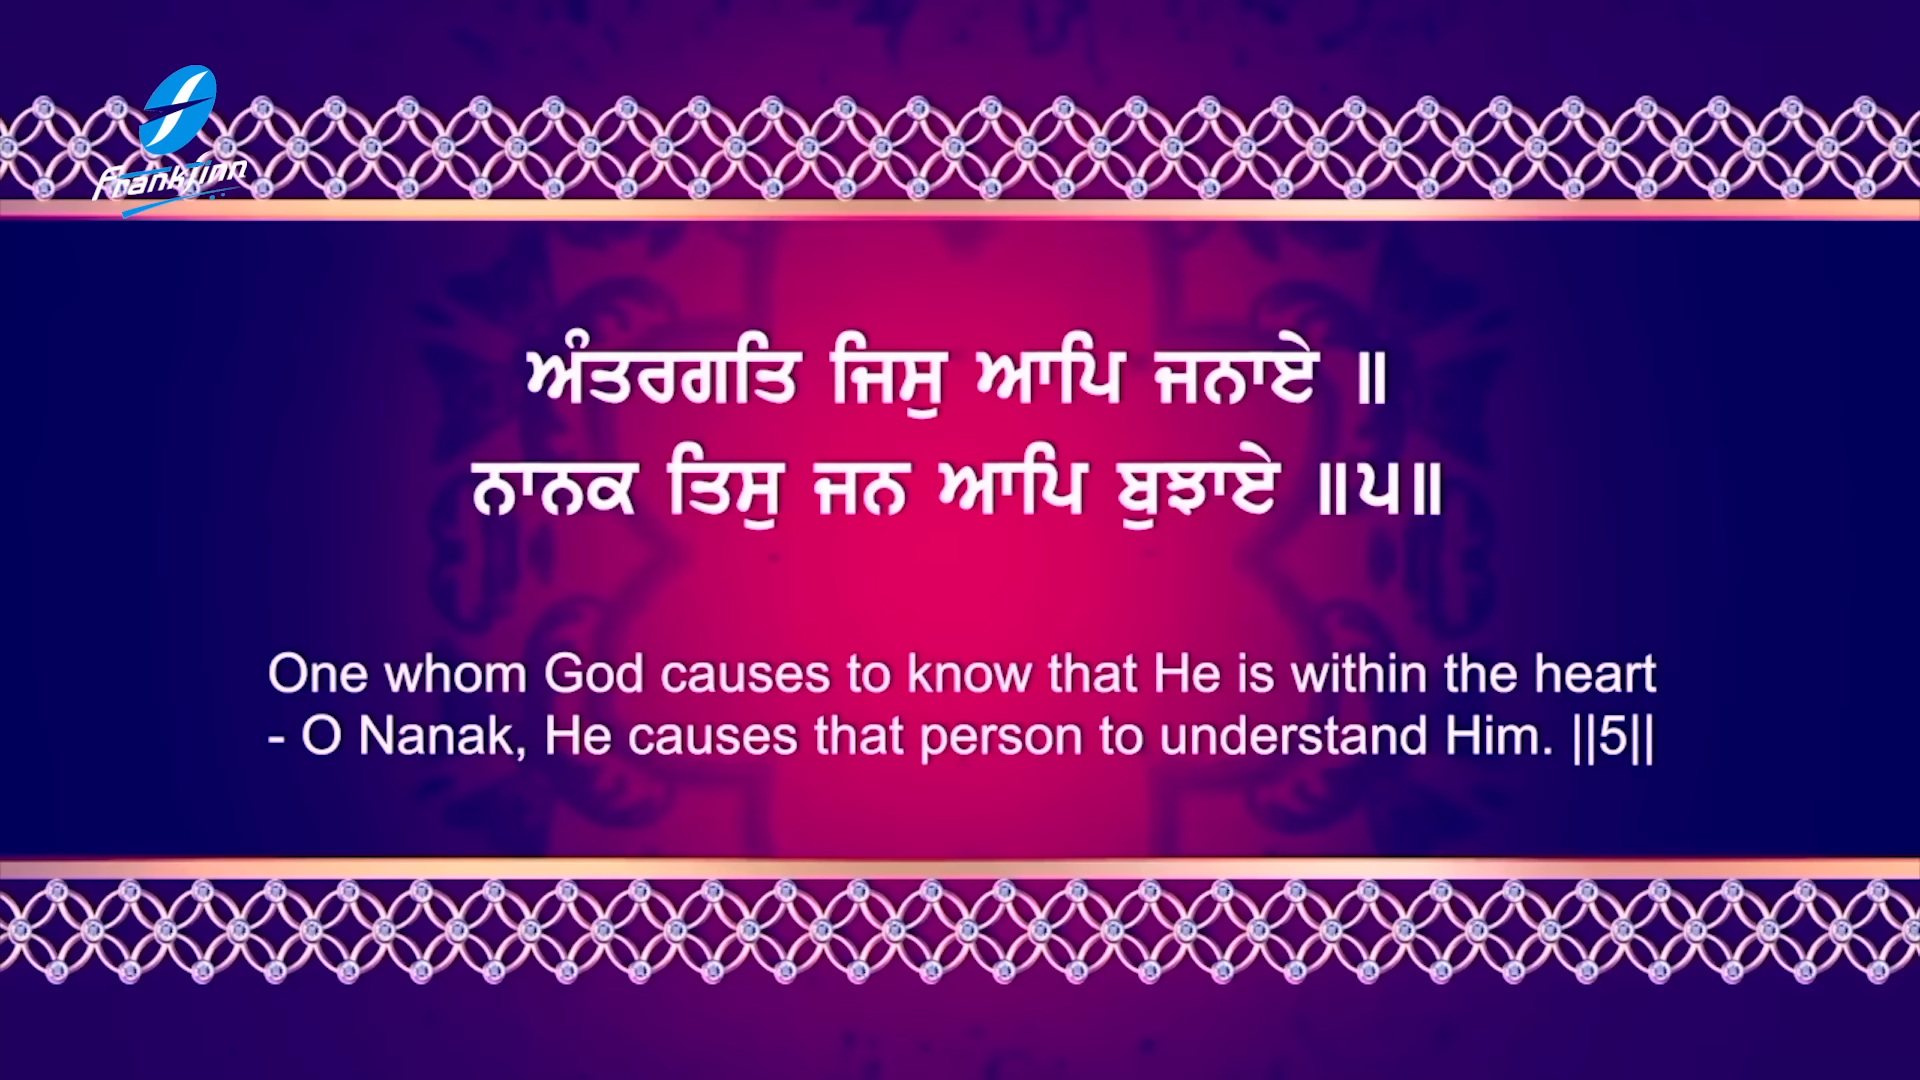 Frankfinn
ਅੰਤਰਗਤਿ ਜਿਸੁ ਆਪਿ ਜਨਾਏ ॥
ਨਾਨਕ ਤਿਸੁ ਜਨ ਆਪਿ ਬੁਝਾਏ ॥੫॥
One whom God causes to know that He is within the heart
- O Nanak, He causes that person to understand Him. ||5||